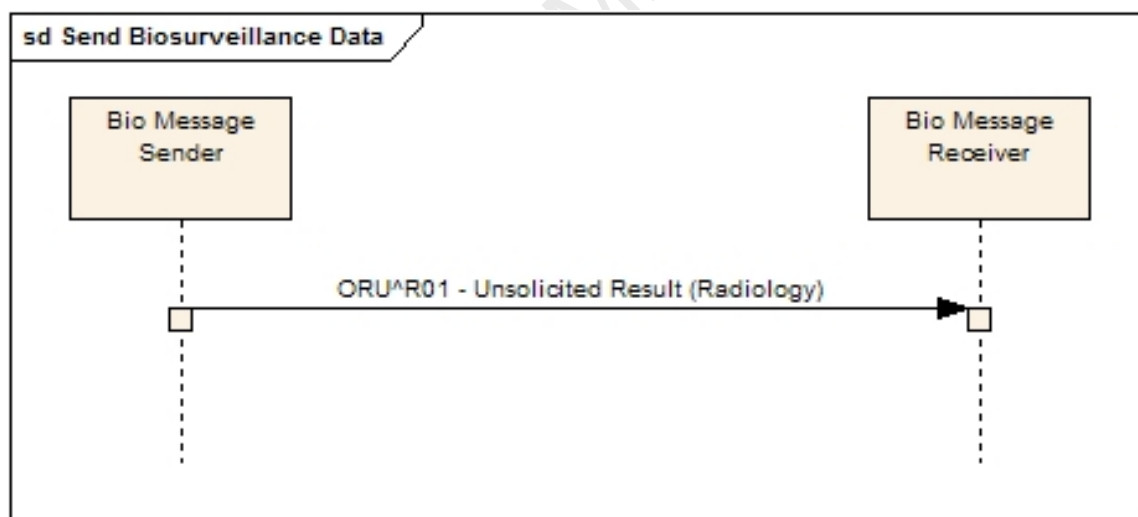 sd Send Biosurveillance Data
Bio Message
Sender
Bio Message
Receiver
ORU^R01 - Unsolicited Result (Radiology)